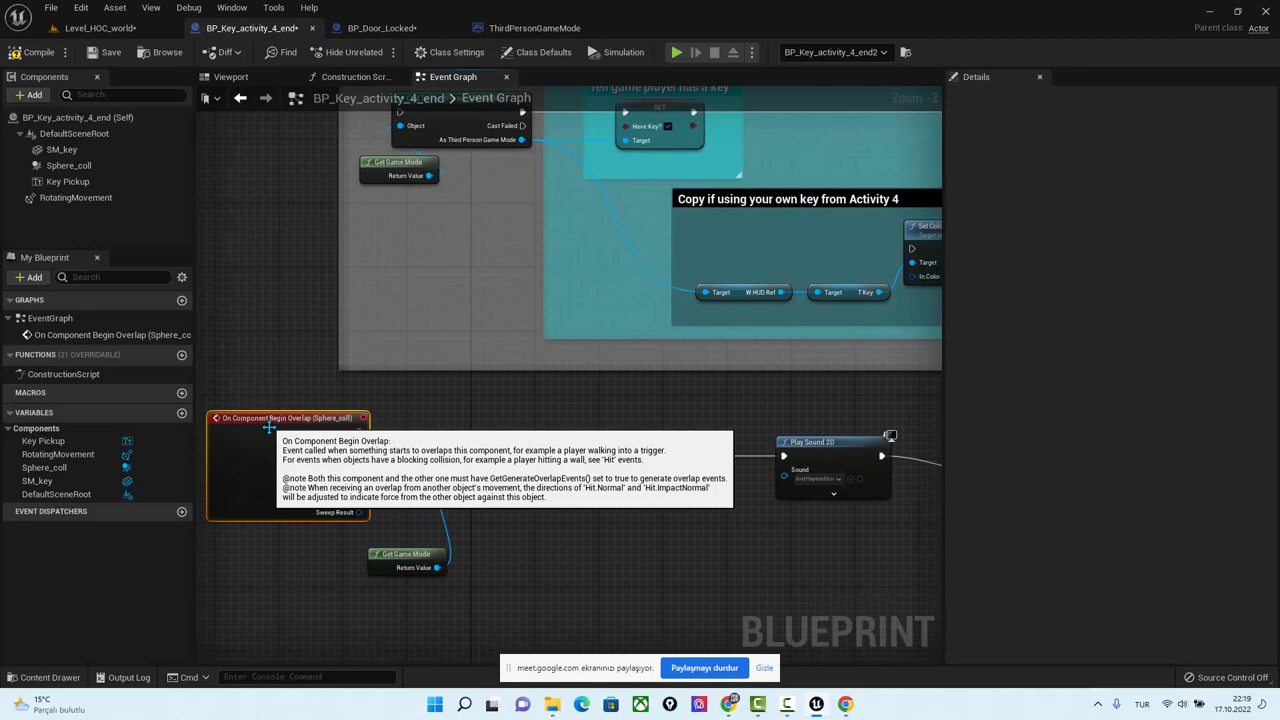 File Edit Asset View Debug Window Tools Help
Level_HOC_world*
BP_Key_activity_4_end*
BP_Door_Locked*
ThirdPersonGameMode
Parent class: Actor
Compile
Save
Browse
Diff
Find
Hide Unrelated
Class Settings
Class Defaults
Simulation
BP_Key_activity_4_end2
Components
Viewport
Construction Scr...
Event Graph
Details
Add
Search
BP_Key_activity_4_end > Event Graph
Zoom -2
BP_Key_activity_4_end (Self)
DefaultSceneRoot
SM_key
Sphere_coll
Key Pickup
RotatingMovement
My Blueprint
Add
Search
GRAPHS
EventGraph
On Component Begin Overlap (Sphere_co
FUNCTIONS (21 OVERRIDABLE)
ConstructionScript
MACROS
VARIABLES
Components
Key Pickup
RotatingMovement
Sphere_coll
SM_key
DefaultSceneRoot
EVENT DISPATCHERS
Tell game player has a key
SET
Have Key?
Target
Object
Cast Failed
As Third Person Game Mode
Get Game Mode
Return Value
Copy if using your own key from Activity 4
Target
W HUD Ref
Target
T Key
Target
In Color
On Component Begin Overlap (Sphere_coll)
On Component Begin Overlap:
Event called when something starts to overlaps this component, for example a player walking into a trigger.
For events when objects have a blocking collision, for example a player hitting a wall, see 'Hit' events.
@note Both this component and the other one must have GetGenerateOverlapEvents() set to true to generate overlap events.
@note When receiving an overlap from another object's movement, the directions of 'Hit.Normal' and 'Hit.ImpactNormal'
will be adjusted to indicate force from the other object against this object.
Sweep Result
Play Sound 2D
Sound
Get Game Mode
Return Value
BLUEPRINT
meet.google.com ekranınızı paylaşıyor.
Paylaşmayı durdur
Gizle
Output Log
Cmd
Enter Console Command
Source Control Off
15°C
Parçalı bulutlu
TUR
22:19
17.10.2022